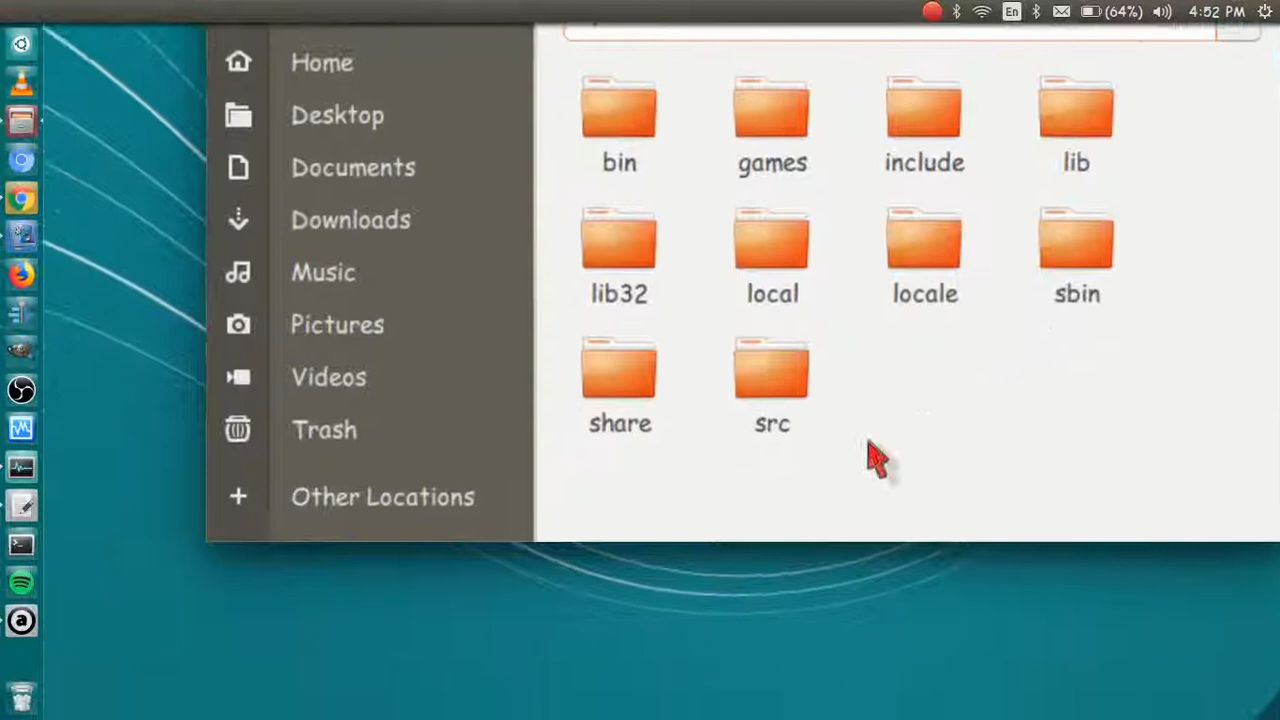 En (64%) 4:52 PM
Home
Desktop
Documents
Downloads
Music
Pictures
Videos
Trash
Other Locations
bin games include lib
lib32 local locale sbin
share src